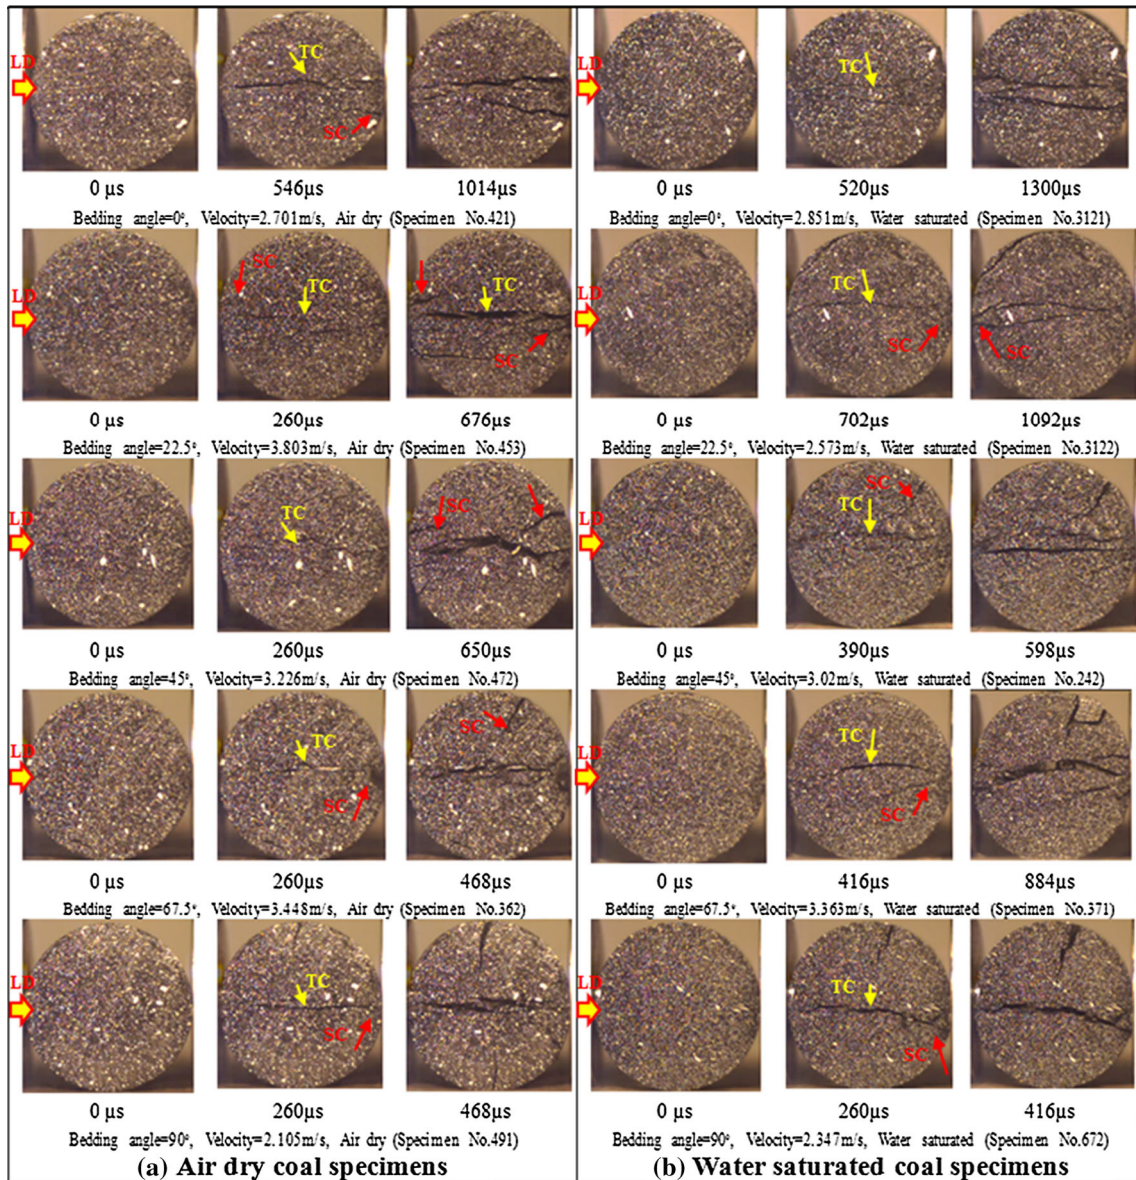 LD TC SC TC
0 µs 546µs 1014µs 0 µs 520µs 1300µs
Bedding angle=0°, Velocity=2.701m/s, Air dry (Specimen No.421) Bedding angle=0°, Velocity=2.851m/s, Water saturated (Specimen No.3121)
LD SC TC TC SC LD TC SC SC
0 µs 260µs 676µs 0 µs 702µs 1092µs
Bedding angle=22.5°, Velocity=3.803m/s, Air dry (Specimen No.453) Bedding angle=22.5°, Velocity=2.573m/s, Water saturated (Specimen No.3122)
LD TC SC LD SC TC
0 µs 260µs 650µs 0 µs 390µs 598µs
Bedding angle=45°, Velocity=3.226m/s, Air dry (Specimen No.472) Bedding angle=45°, Velocity=3.02m/s, Water saturated (Specimen No.242)
LD TC SC SC LD TC SC
0 µs 260µs 468µs 0 µs 416µs 884µs
Bedding angle=67.5°, Velocity=3.448m/s, Air dry (Specimen No.362) Bedding angle=67.5°, Velocity=3.363m/s, Water saturated (Specimen No.371)
LD TC SC LD TC SC
0 µs 260µs 468µs 0 µs 260µs 416µs
Bedding angle=90°, Velocity=2.105m/s, Air dry (Specimen No.491) Bedding angle=90°, Velocity=2.347m/s, Water saturated (Specimen No.672)
(a) Air dry coal specimens (b) Water saturated coal specimens